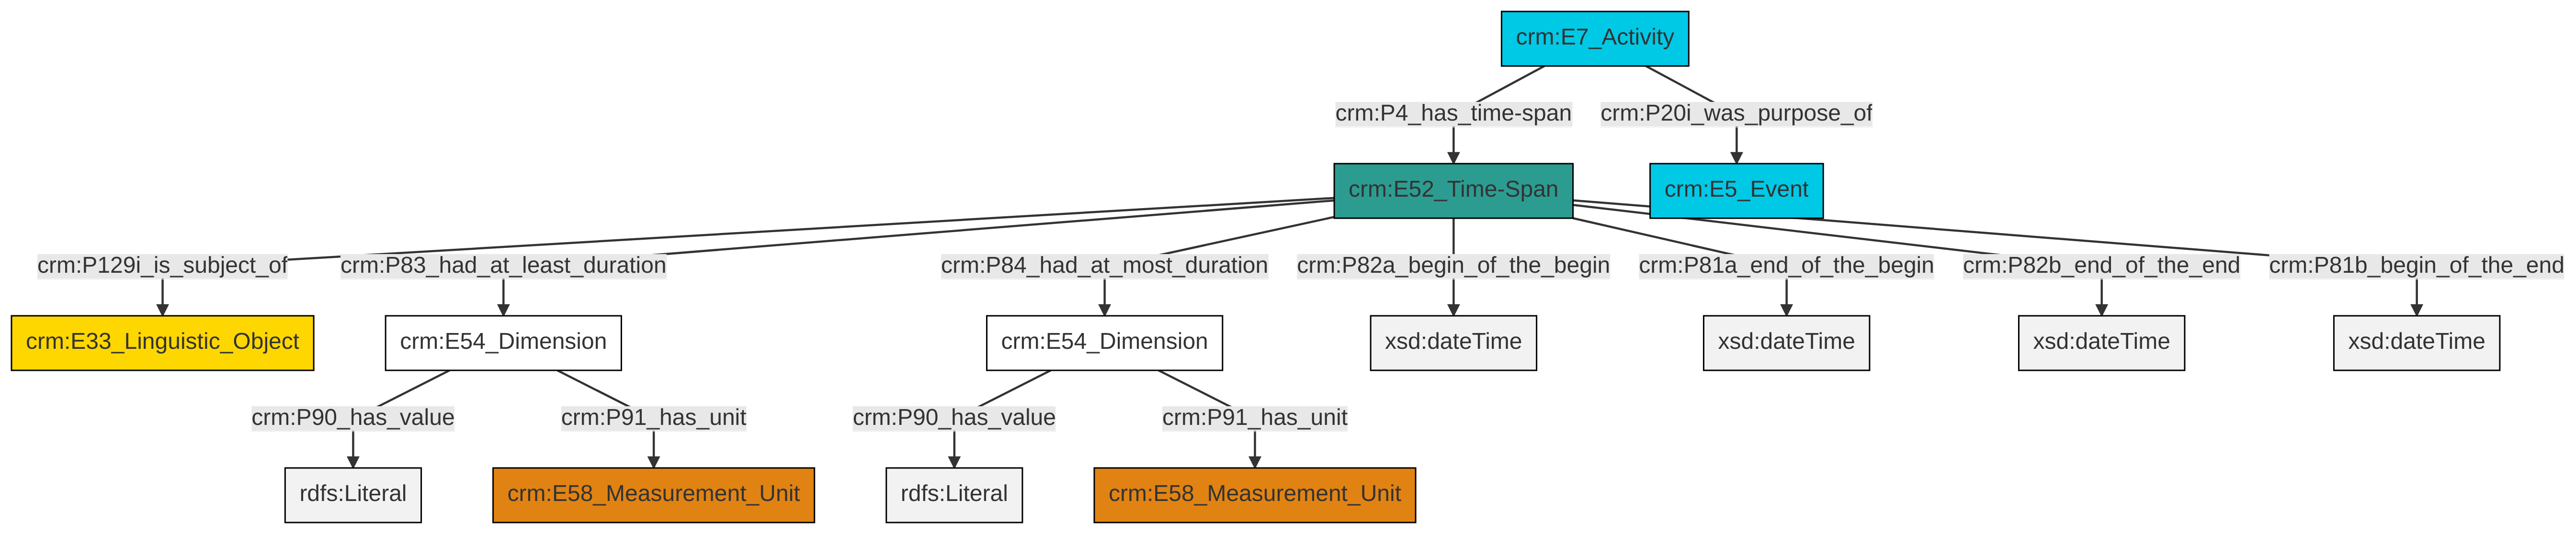 crm:E7_Activity
crm:P4_has_time-span
crm:P20i_was_purpose_of
crm:E52_Time-Span
crm:E5_Event
crm:P129i_is_subject_of
crm:P83_had_at_least_duration
crm:P84_had_at_most_duration
crm:P82a_begin_of_the_begin
crm:P81a_end_of_the_begin
crm:P82b_end_of_the_end
crm:P81b_begin_of_the_end
crm:E33_Linguistic_Object
crm:E54_Dimension
crm:E54_Dimension
xsd:dateTime
xsd:dateTime
xsd:dateTime
xsd:dateTime
crm:P90_has_value
crm:P91_has_unit
crm:P90_has_value
crm:P91_has_unit
rdfs:Literal
crm:E58_Measurement_Unit
rdfs:Literal
crm:E58_Measurement_Unit